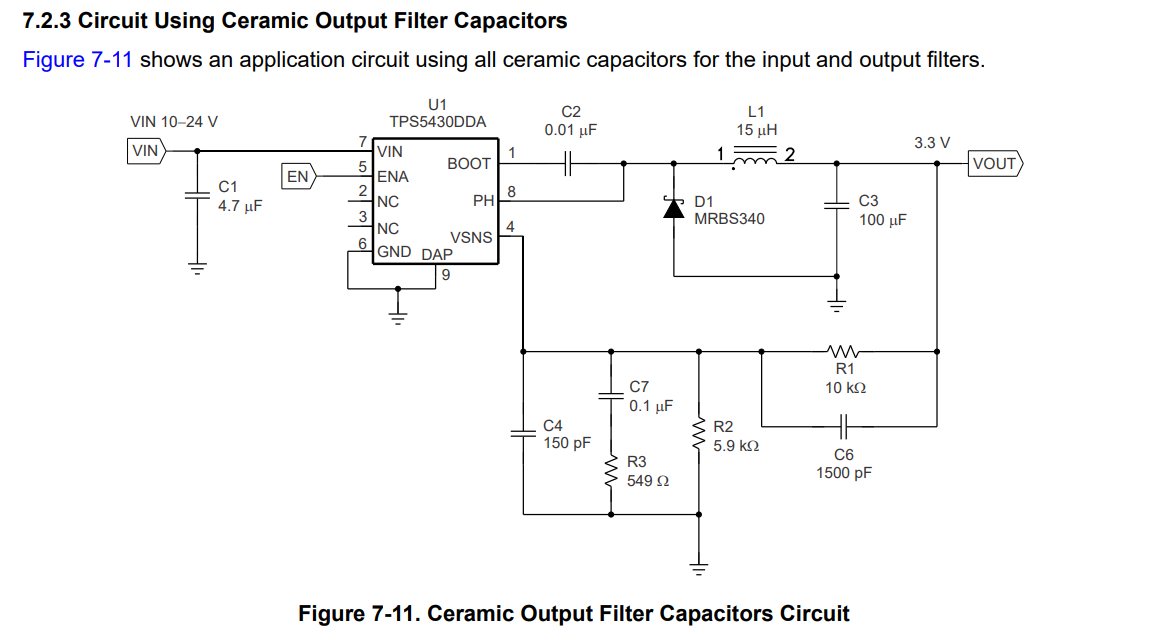 7.2.3 Circuit Using Ceramic Output Filter Capacitors
Figure 7-11 shows an application circuit using all ceramic capacitors for the input and output filters.
VIN 10–24 V
U1
TPS5430DDA
C2
0.01 μF
L1
15 μH
3.3 V
VIN
7
VIN
BOOT
1
1
2
VOUT
EN
5
ENA
C1
4.7 μF
2
NC
PH
8
D1
MRBS340
C3
100 μF
3
NC
VSNS
4
6
GND
DAP
9
R1
10 kΩ
C7
0.1 μF
C4
150 pF
R2
5.9 kΩ
R3
549 Ω
C6
1500 pF
Figure 7-11. Ceramic Output Filter Capacitors Circuit